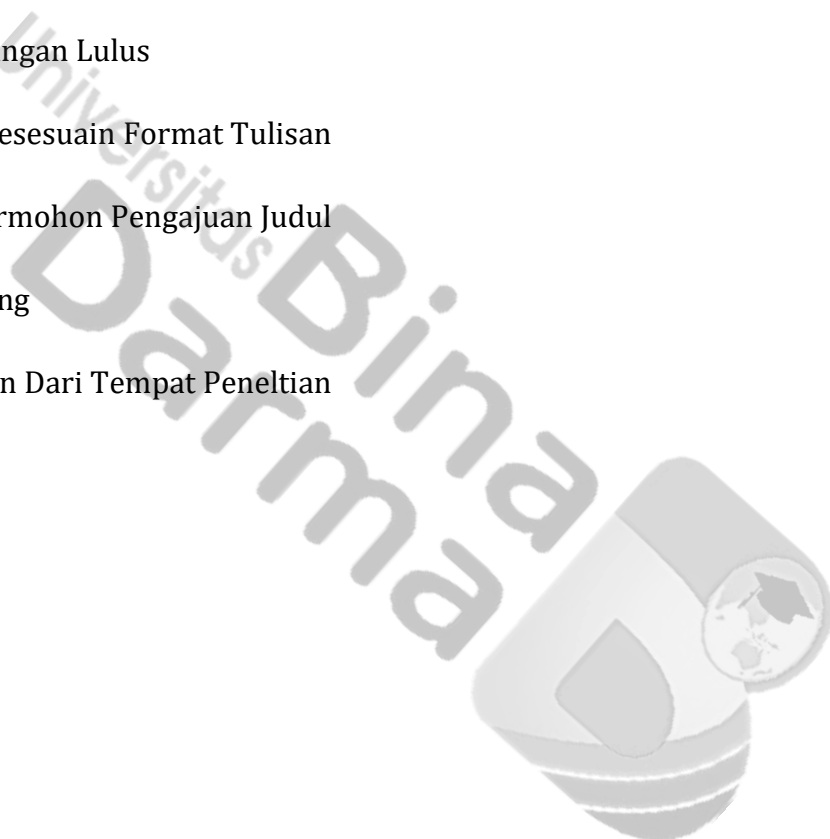 ngan Lulus
esesuain Format Tulisan
rmohon Pengajuan Judul
ng
n Dari Tempat Peneltian
Universitas
Bina
Darma